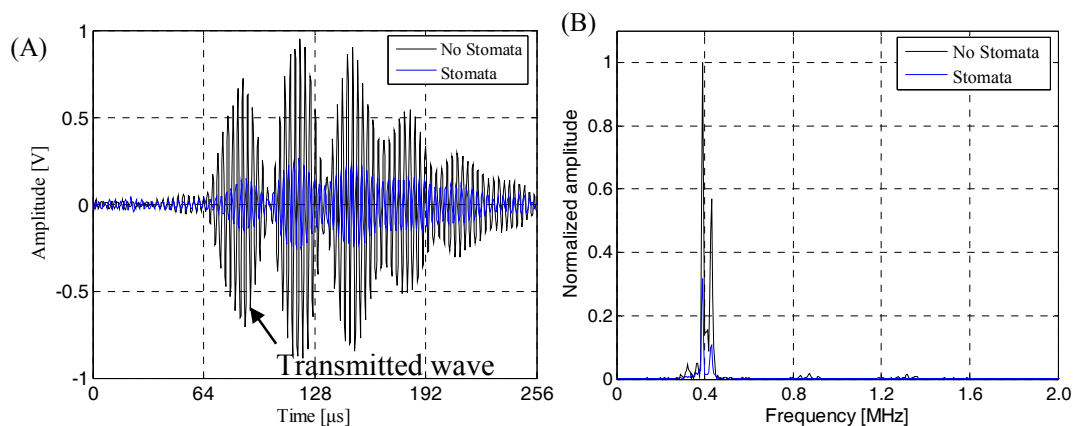 (A)
Amplitude [V]
1
0.5
0
-0.5
-1
No Stomata
Stomata
Transmitted wave
0
64
128
192
256
Time [µs]
(B)
Normalized amplitude
1
0.8
0.6
0.4
0.2
0
No Stomata
Stomata
0
0.4
0.8
1.2
1.6
2.0
Frequency [MHz]